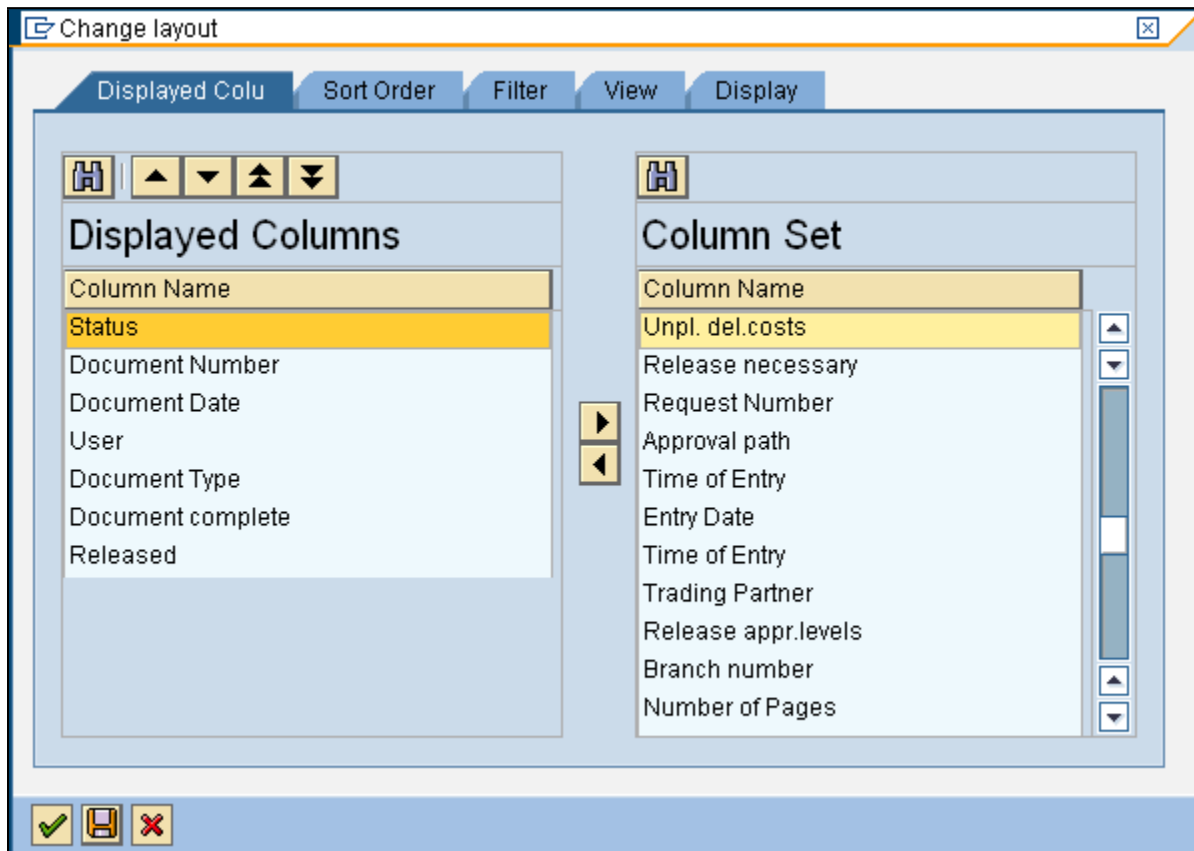 Change layout
Displayed Colu
Sort Order
Filter
View
Display
Displayed Columns
Column Name
Status
Document Number
Document Date
User
Document Type
Document complete
Released
Column Set
Column Name
Unpl. del.costs
Release necessary
Request Number
Approval path
Time of Entry
Entry Date
Time of Entry
Trading Partner
Release appr.levels
Branch number
Number of Pages